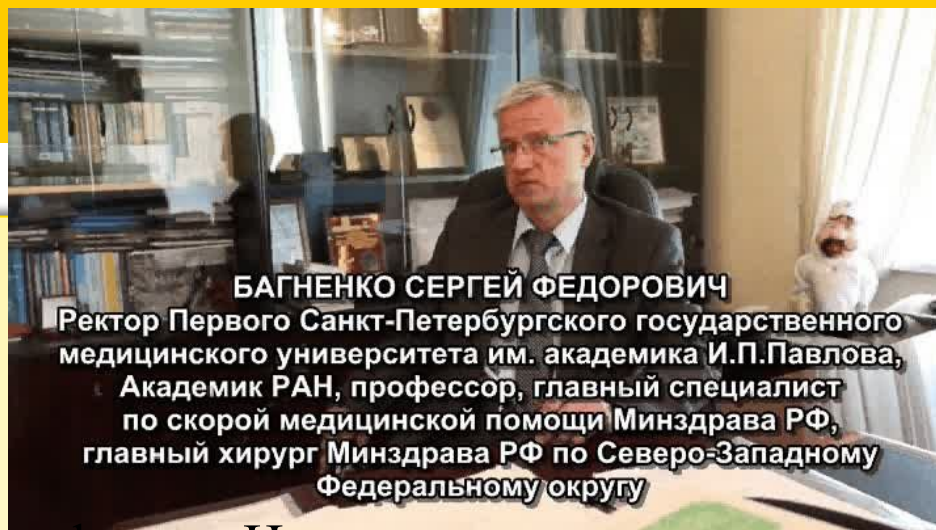 БАГНЕНКО СЕРГЕЙ ФЕДОРОВИЧ
Ректор Первого Санкт-Петербургского государственного
медицинского университета им. академика И.П.Павлова,
Академик РАН, профессор, главный специалист
по скорой медицинской помощи Минздрава РФ,
главный хирург Минздрава РФ по Северо-Западному
Федеральному округу